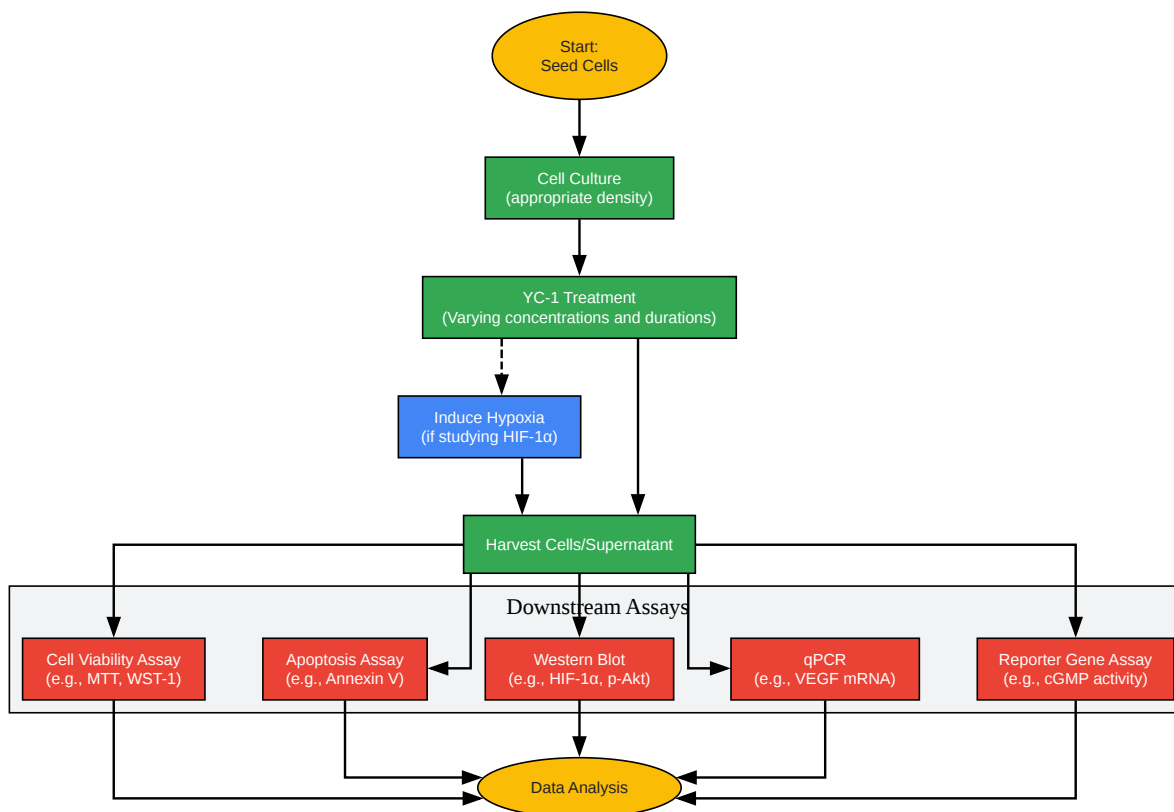 Start:
Seed Cells
Cell Culture
(appropriate density)
YC-1 Treatment
(Varying concentrations and durations)
Induce Hypoxia
(if studying HIF-1α)
Harvest Cells/Supernatant
Downstream Assays
Cell Viability Assay
(e.g., MTT, WST-1)
Apoptosis Assay
(e.g., Annexin V)
Western Blot
(e.g., HIF-1α, p-Akt)
qPCR
(e.g., VEGF mRNA)
Reporter Gene Assay
(e.g., cGMP activity)
Data Analysis